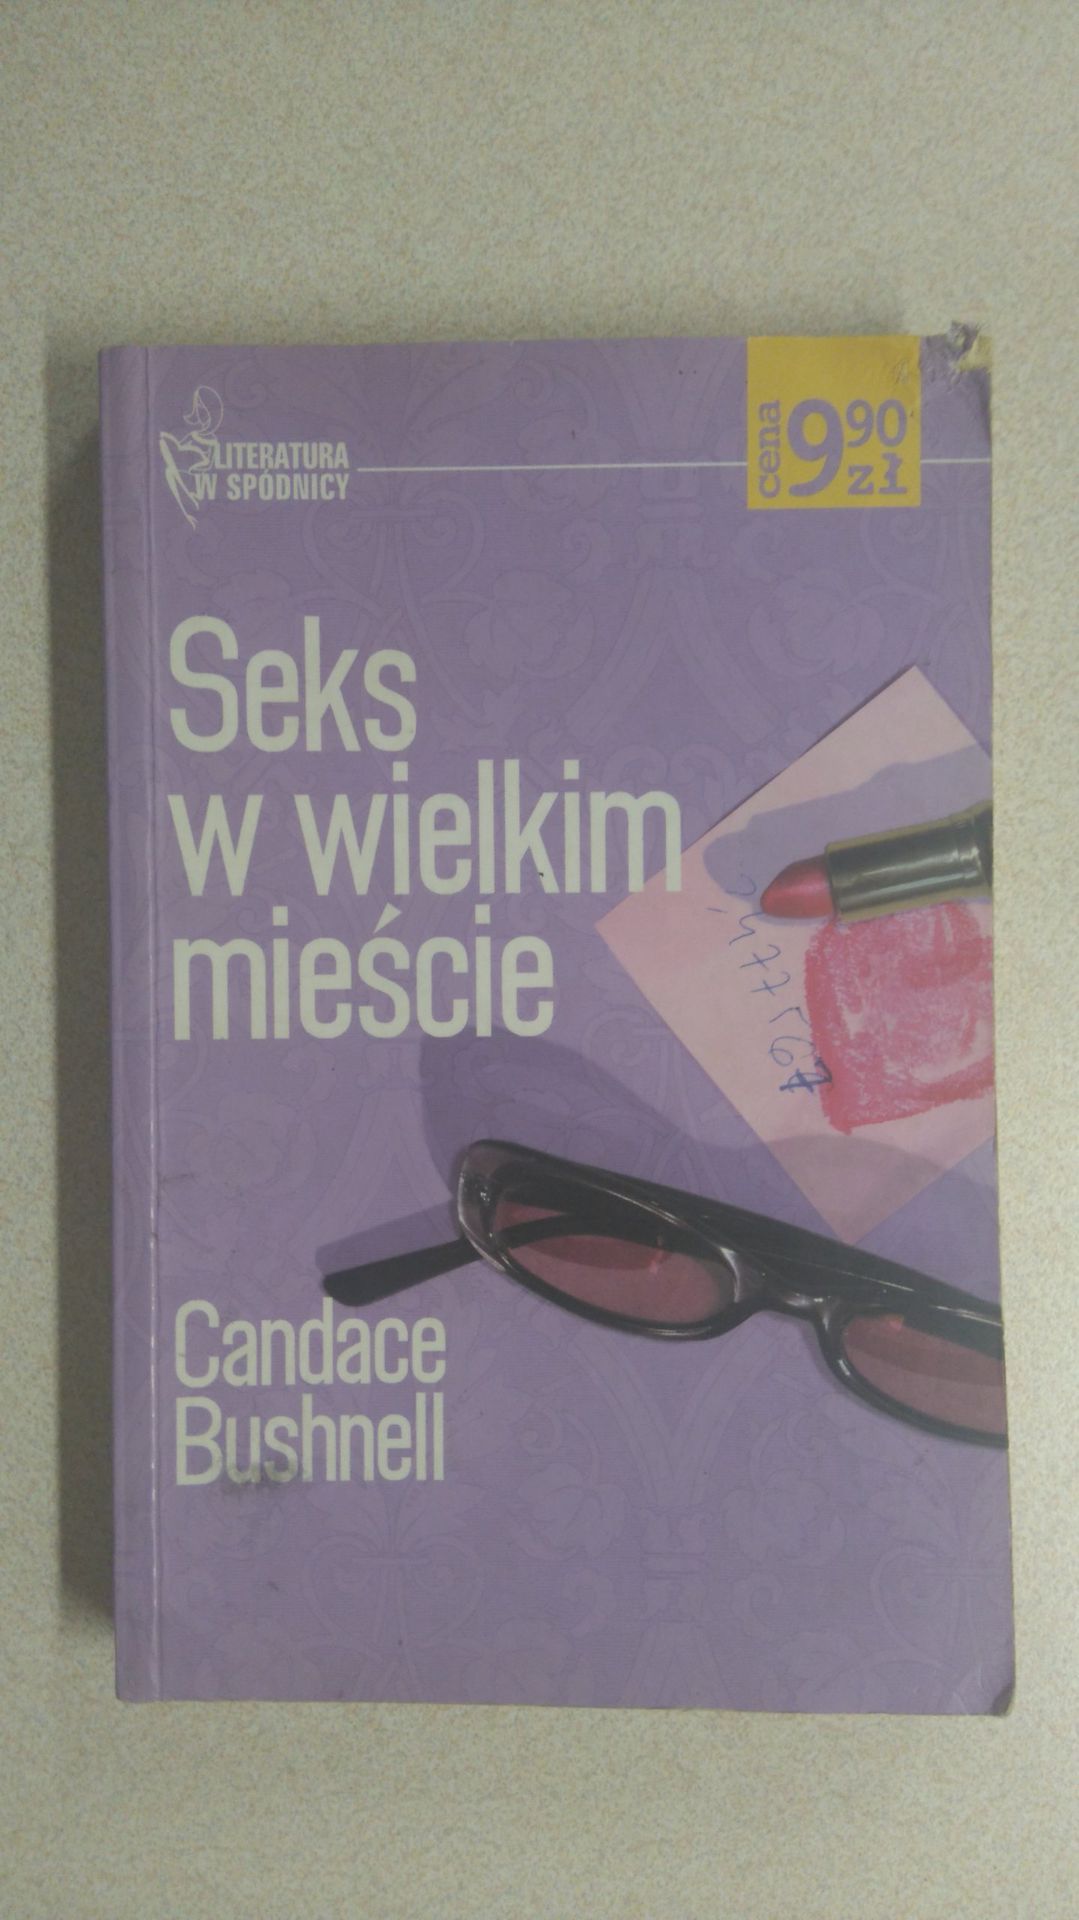 LITERATURA
W SPÓDNICY
cena 9 90 zł
Seks
w wielkim
mieście
Candace
Bushnell